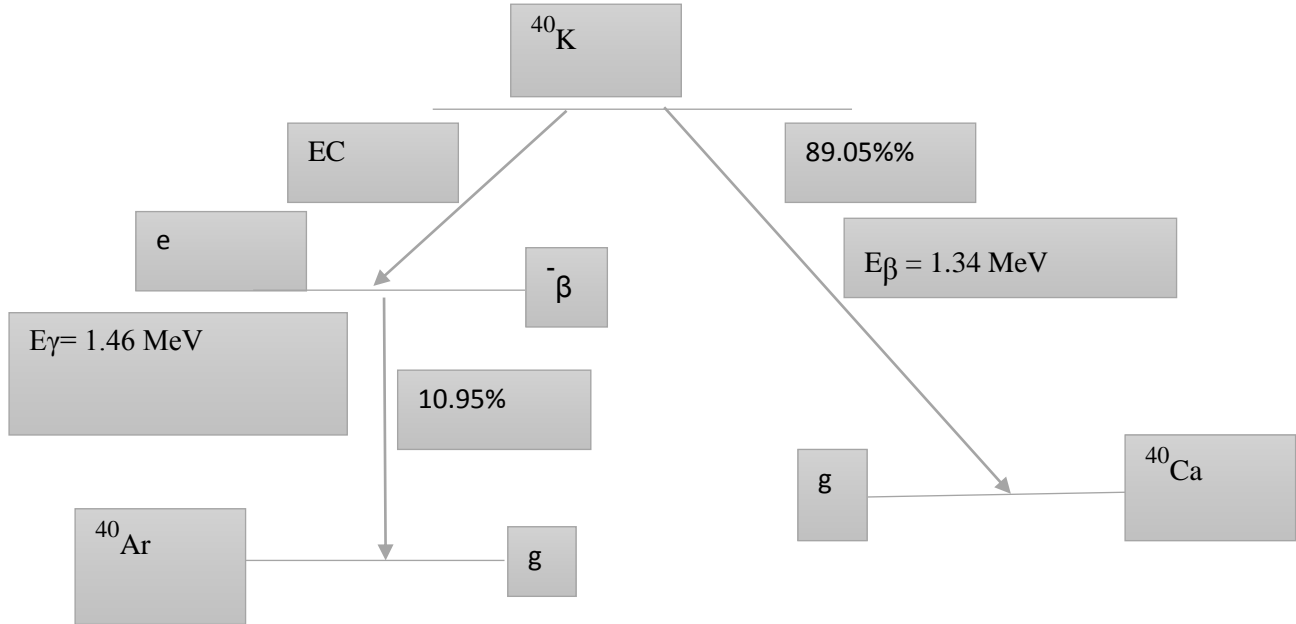 ⁴⁰K
EC
89.05%%
e
Eβ = 1.34 MeV
⁻β
Eγ= 1.46 MeV
10.95%
g
⁴⁰Ca
⁴⁰Ar
g